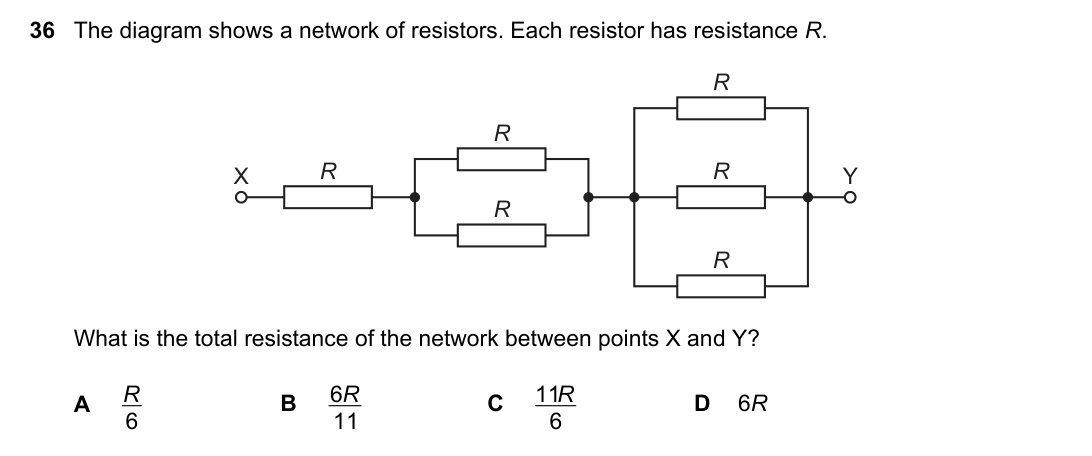 36 The diagram shows a network of resistors. Each resistor has resistance R.
R
R
X
R
R
Y
R
R
What is the total resistance of the network between points X and Y?
A R/6 B 6R/11 C 11R/6 D 6R